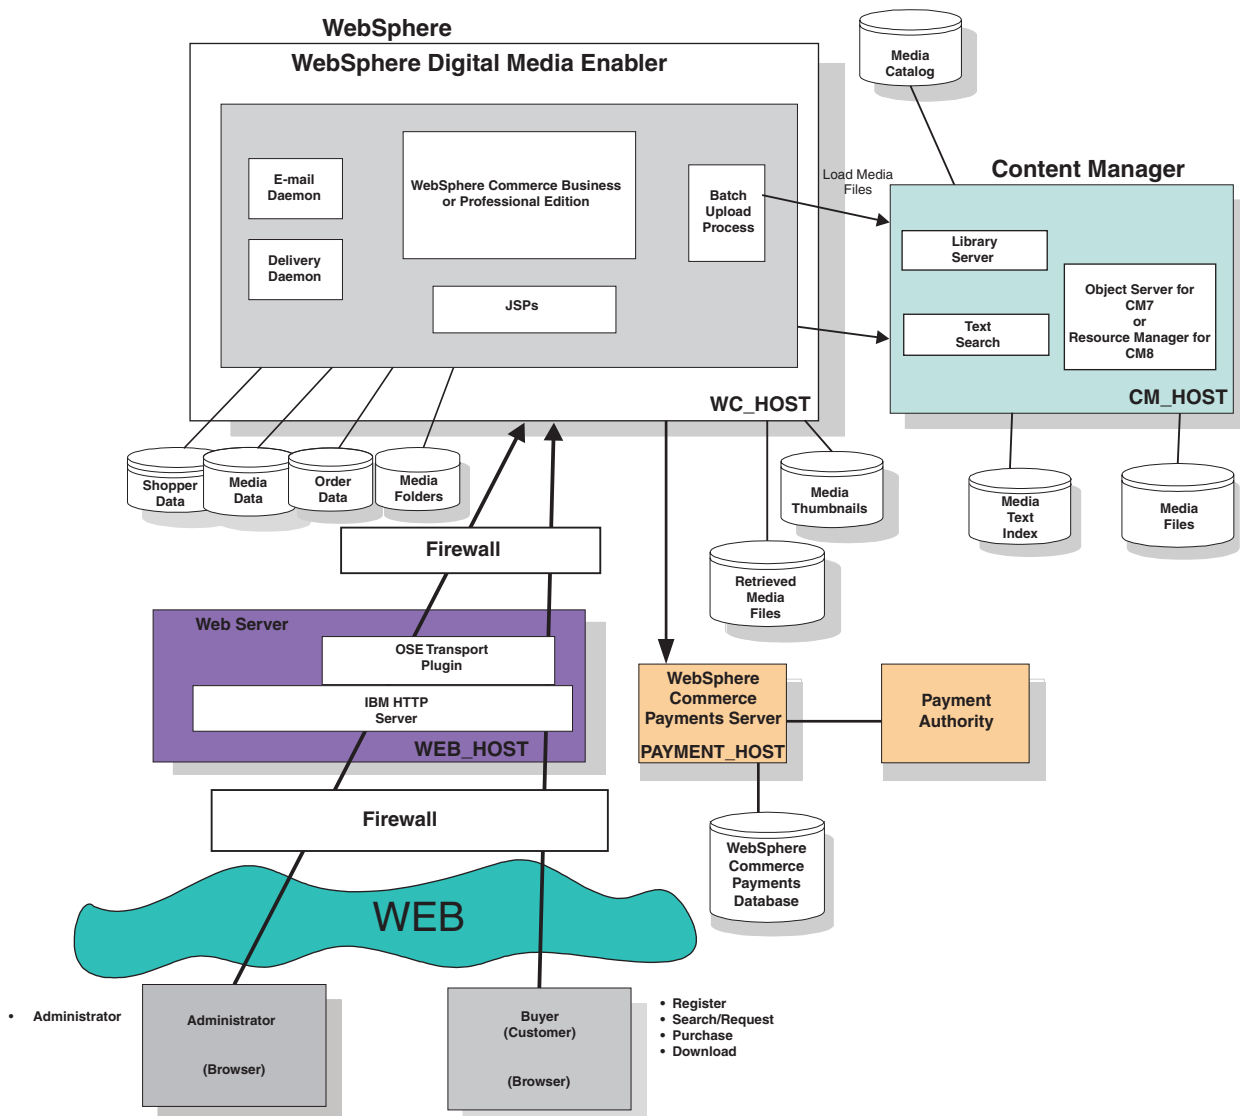 WebSphere
WebSphere Digital Media Enabler
E-mail
Daemon
Delivery
Daemon
WebSphere Commerce Business
or Professional Edition
JSPs
Batch
Upload
Process
WC_HOST
Load Media
Files
Media
Catalog
Content Manager
Library
Server
Text
Search
Object Server for
CM7
or
Resource Manager for
CM8
CM_HOST
Shopper
Data
Media
Data
Order
Data
Media
Folders
Media
Thumbnails
Retrieved
Media
Files
Media
Text
Index
Media
Files
Firewall
Web Server
OSE Transport
Plugin
IBM HTTP
Server
WEB_HOST
WebSphere
Commerce
Payments Server
PAYMENT_HOST
Payment
Authority
WebSphere
Commerce
Payments
Database
Firewall
WEB
• Administrator
Administrator
(Browser)
Buyer
(Customer)
(Browser)
• Register
• Search/Request
• Purchase
• Download